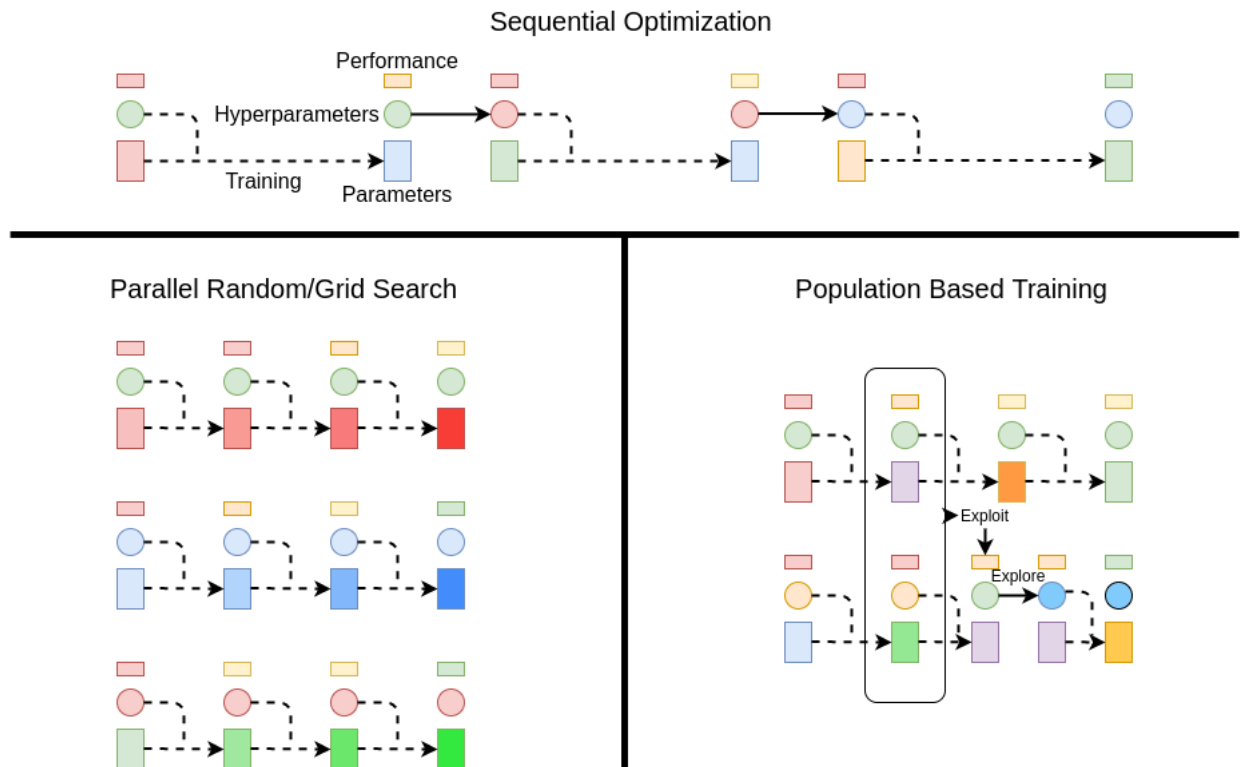 Sequential Optimization
Performance
Hyperparameters
Training
Parameters
Parallel Random/Grid Search
Population Based Training
Exploit
Explore